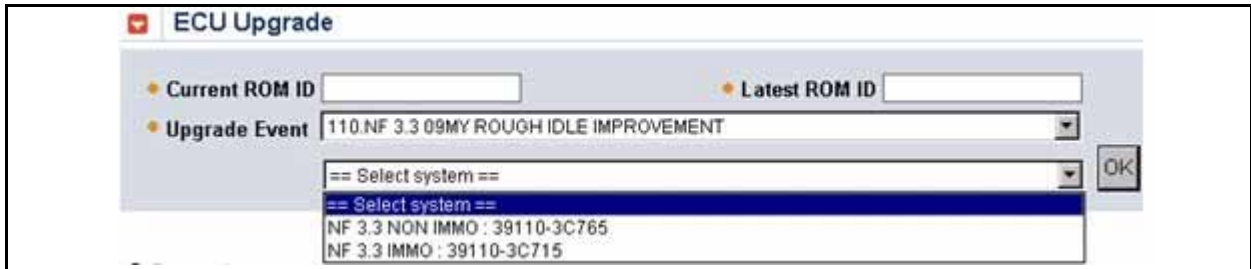 ECU Upgrade
Current ROM ID Latest ROM ID
Upgrade Event 110.NF 3.3 09MY ROUGH IDLE IMPROVEMENT
== Select system == OK
== Select system ==
NF 3.3 NON IMMO : 39110-3C765
NF 3.3 IMMO : 39110-3C715